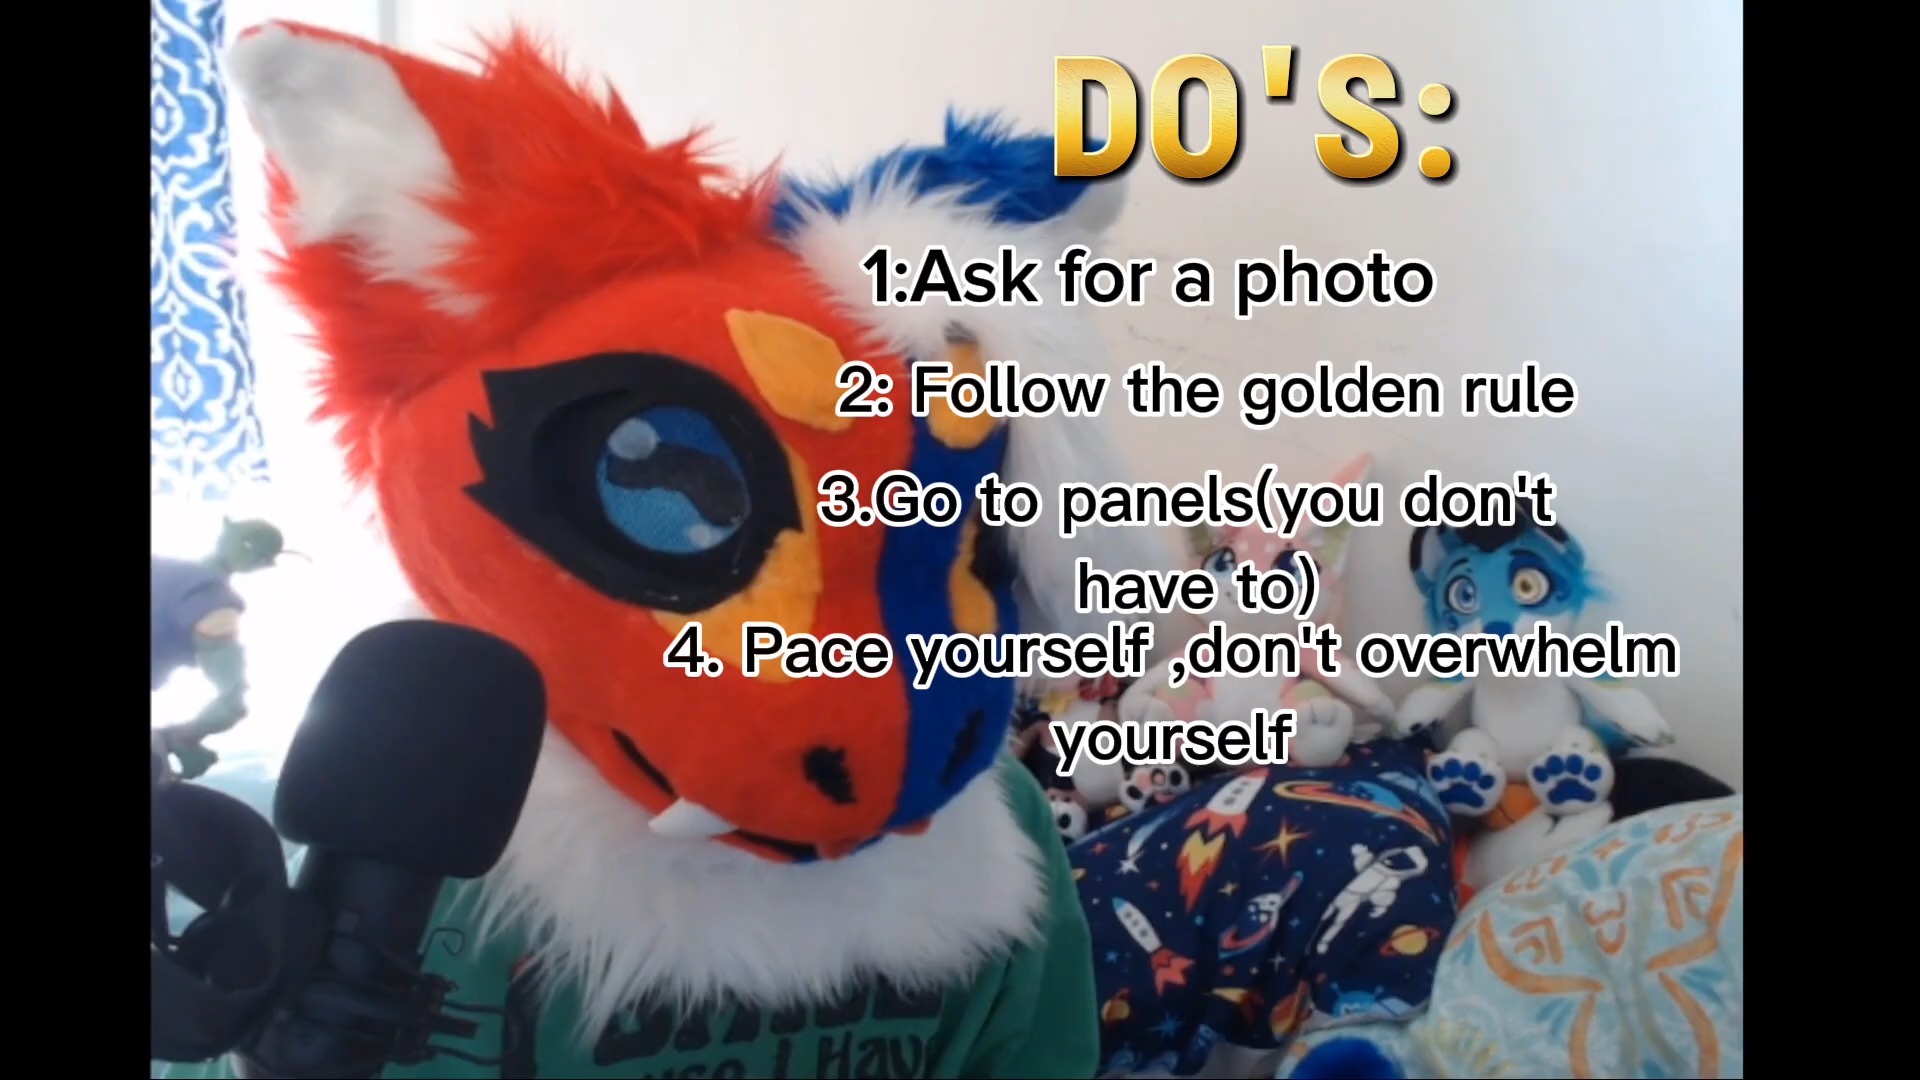 DO'S:
1:Ask for a photo
2: Follow the golden rule
3.Go to panels(you don't
have to)
4. Pace yourself ,don't overwhelm
yourself
I Hav